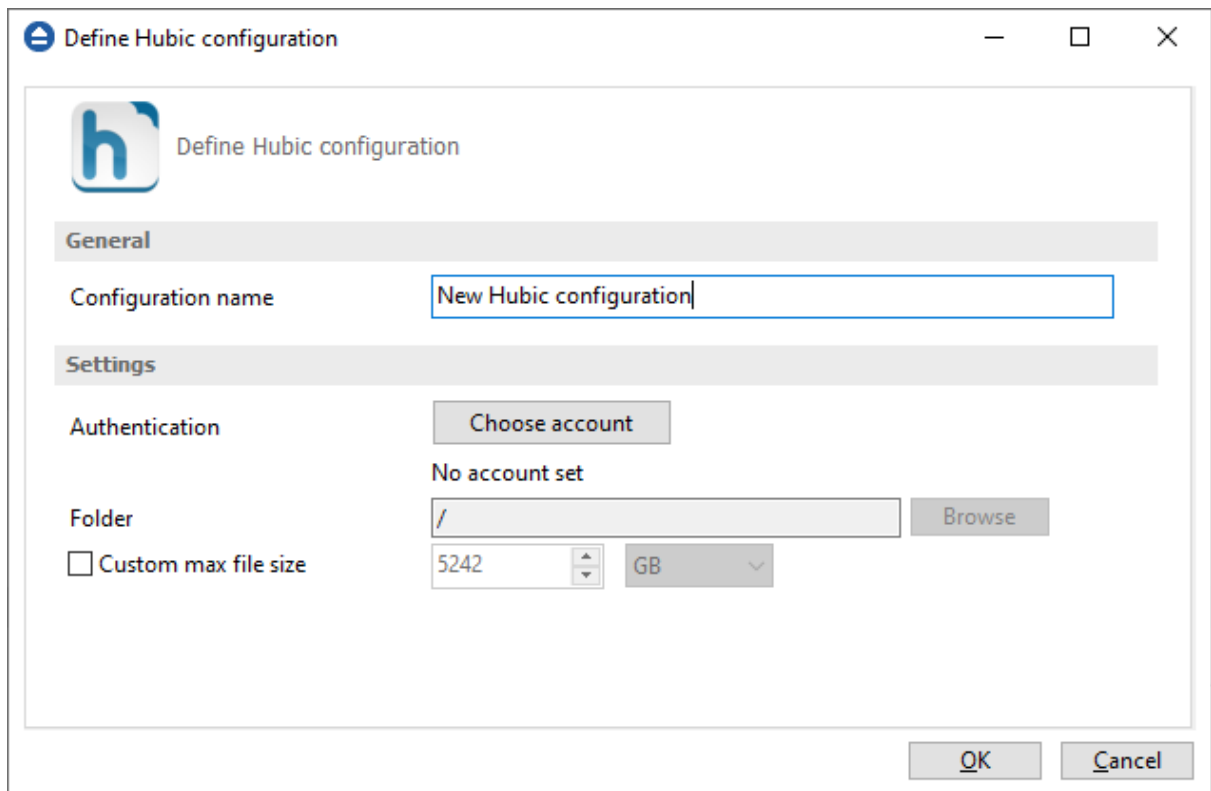 Define Hubic configuration
h
Define Hubic configuration
General
Configuration name New Hubic configuration
Settings
Authentication Choose account
No account set
Folder / Browse
Custom max file size 5242 GB
OK Cancel